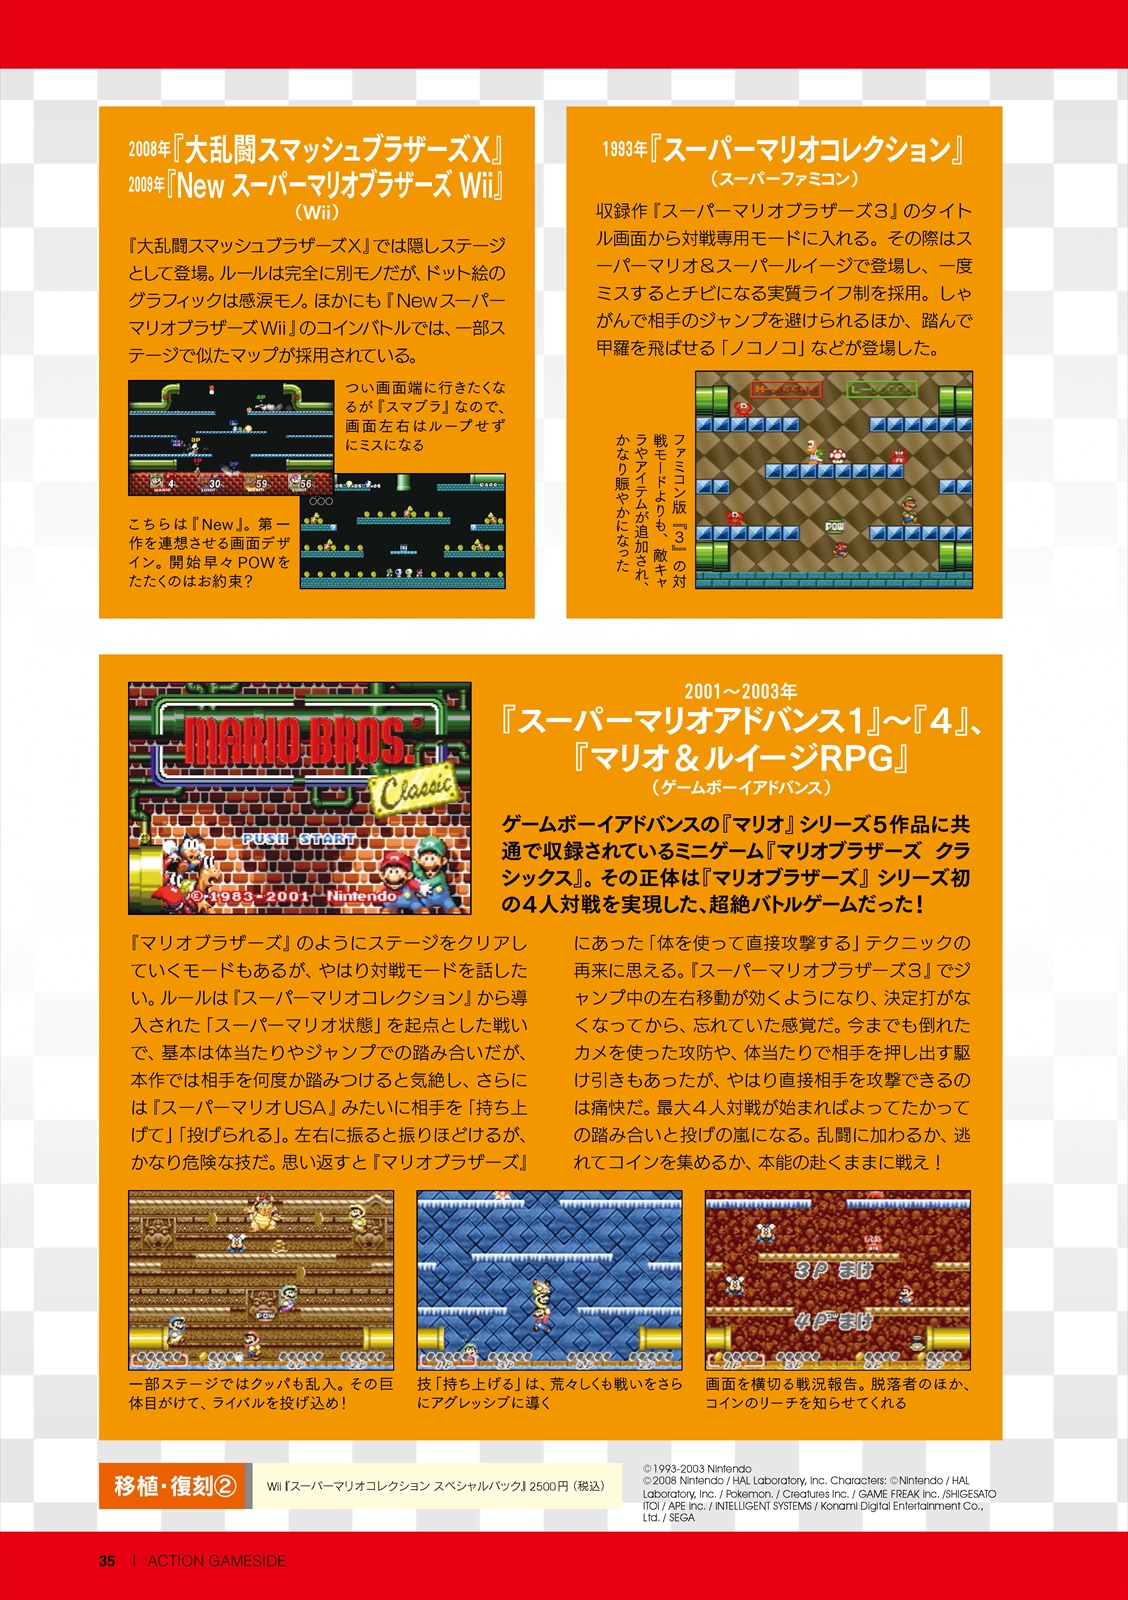 2008年『大乱闘スマッシュブラザーズX』
2009年『New スーパーマリオブラザーズ Wii』
（Wii）
『大乱闘スマッシュブラザーズX』では隠しステージ
として登場。ルールは完全に別モノだが、ドット絵の
グラフィックは感涙モノ。ほかにも『Newスーパー
マリオブラザーズWii』のコインバトルでは、一部ス
テージで似たマップが採用されている。
つい画面端に行きたくな
るが『スマブラ』なので、
画面左右はループせず
にミスになる
こちらは『New』。第一
作を連想させる画面デザ
イン。開始早々POWを
たたくのはお約束？
1993年『スーパーマリオコレクション』
（スーパーファミコン）
収録作『スーパーマリオブラザーズ3』のタイト
ル画面から対戦専用モードに入れる。その際はス
ーパーマリオ&スーパールイージで登場し、一度
ミスするとチビになる実質ライフ制を採用。しゃ
がんで相手のジャンプを避けられるほか、踏んで
甲羅を飛ばせる「ノコノコ」などが登場した。
ファミコン版『3』の対
戦モードよりも、敵キャ
ラやアイテムが追加され、
かなり賑やかになった
POW
MARIO BROS.
Classic
PUSH START
©1983-2001 Nintendo
2001～2003年
『スーパーマリオアドバンス1』～『4』、
『マリオ&ルイージRPG』
（ゲームボーイアドバンス）
ゲームボーイアドバンスの『マリオ』シリーズ5作品に共
通で収録されているミニゲーム『マリオブラザーズ クラ
シックス』。その正体は『マリオブラザーズ』シリーズ初
の4人対戦を実現した、超絶バトルゲームだった！
『マリオブラザーズ』のようにステージをクリアし
ていくモードもあるが、やはり対戦モードを話した
い。ルールは『スーパーマリオコレクション』から導
入された「スーパーマリオ状態」を起点とした戦い
で、基本は体当たりやジャンプでの踏み合いだが、
本作では相手を何度か踏みつけると気絶し、さらに
は『スーパーマリオUSA』みたいに相手を「持ち上
げて」「投げられる」。左右に振ると振りほどけるが、
かなり危険な技だ。思い返すと『マリオブラザーズ』
にあった「体を使って直接攻撃する」テクニックの
再来に思える。『スーパーマリオブラザーズ3』でジ
ャンプ中の左右移動が効くようになり、決定打がな
くなってから、忘れていた感覚だ。今までも倒れた
カメを使った攻防や、体当たりで相手を押し出す駆
け引きもあったが、やはり直接相手を攻撃できるの
は痛快だ。最大4人対戦が始まればよってたかって
の踏み合いと投げの嵐になる。乱闘に加わるか、逃
れてコインを集めるか、本能の赴くままに戦え！
POW
3P まけ
4P まけ
一部ステージではクッパも乱入。その巨
体目がけて、ライバルを投げ込め！
技「持ち上げる」は、荒々しくも戦いをさら
にアグレッシブに導く
画面を横切る戦況報告。脱落者のほか、
コインのリーチを知らせてくれる
移植・復刻②
Wii『スーパーマリオコレクション スペシャルパック』2500円（税込）
©1993-2003 Nintendo
©2008 Nintendo / HAL Laboratory, Inc. Characters: ©Nintendo / HAL
Laboratory, Inc. / Pokemon. / Creatures Inc. / GAME FREAK Inc. /SHIGESATO
ITOI / APE Inc. / INTELLIGENT SYSTEMS / Konami Digital Entertainment Co.,
Ltd. / SEGA
35 | ACTION GAMESIDE